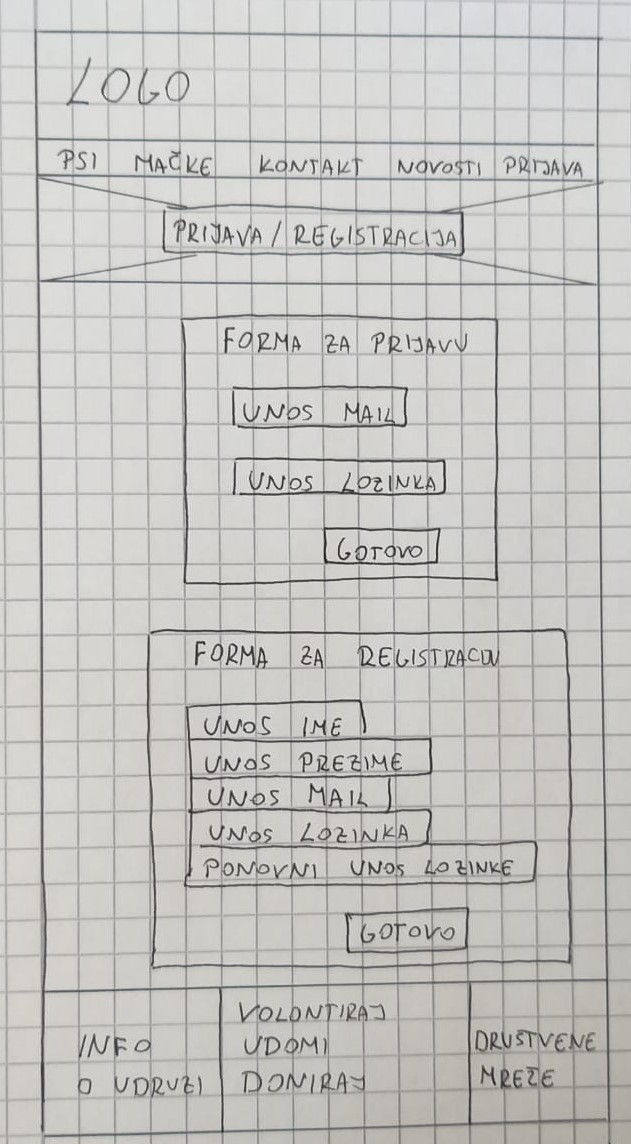 LOGO
PSI MAČKE KONTAKT NOVOSTI PRIJAVA
PRIJAVA / REGISTRACIJA
FORMA ZA PRIJAVU
UNOS MAIL
UNOS LOZINKA
GOTOVO
FORMA ZA REGISTRACIJU
UNOS IME
UNOS PREZIME
UNOS MAIL
UNOS LOZINKA
PONOVNI UNOS LOZINKE
GOTOVO
INFO
O UDRUZI
VOLONTIRAJ
UDOMI
DONIRAJ
DRUŠTVENE
MREŽE